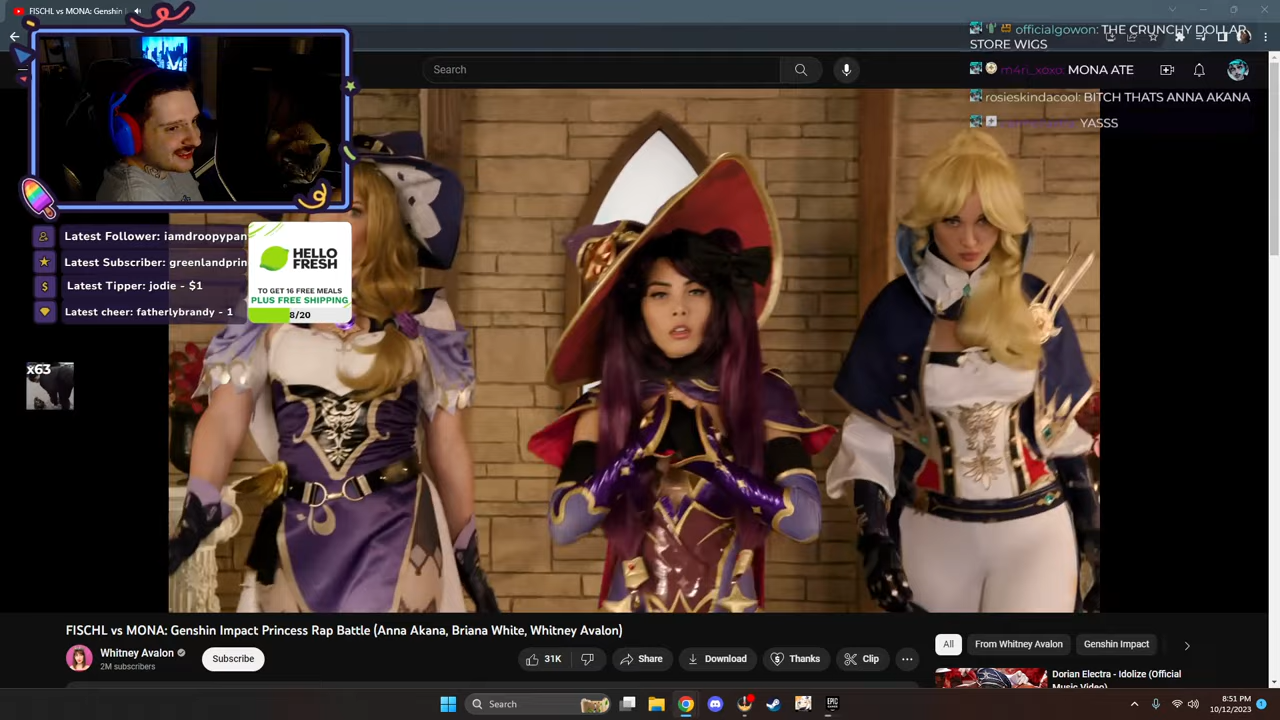 FISCHL vs MONA: Genshin I
officialgowon: THE CRUNCHY DOLLAR
STORE WIGS
m4ri_xoxo: MONA ATE
rosieskindacool: BITCH THATS ANNA AKANA
YASSS
Search
Latest Follower: iamdroopypan
Latest Subscriber: greenlandprin
Latest Tipper: jodie - $1
Latest cheer: fatherlybrandy - 1
HELLO
FRESH
TO GET 16 FREE MEALS
PLUS FREE SHIPPING
8/20
x63
FISCHL vs MONA: Genshin Impact Princess Rap Battle (Anna Akana, Briana White, Whitney Avalon)
Whitney Avalon
2M subscribers
Subscribe
31K
Share
Download
Thanks
Clip
All
From Whitney Avalon
Genshin Impact
Dorian Electra - Idolize (Official
Music Video)
Search
8:51 PM
10/12/2023